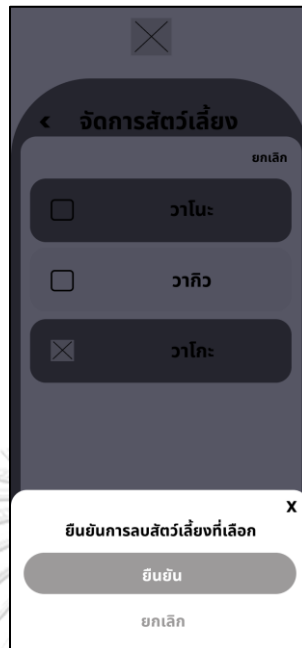 < จัดการสัตว์เลี้ยง
ยกเลิก
วาโนะ
วากิว
วาโกะ
X
ยืนยันการลบสัตว์เลี้ยงที่เลือก
ยืนยัน
ยกเลิก